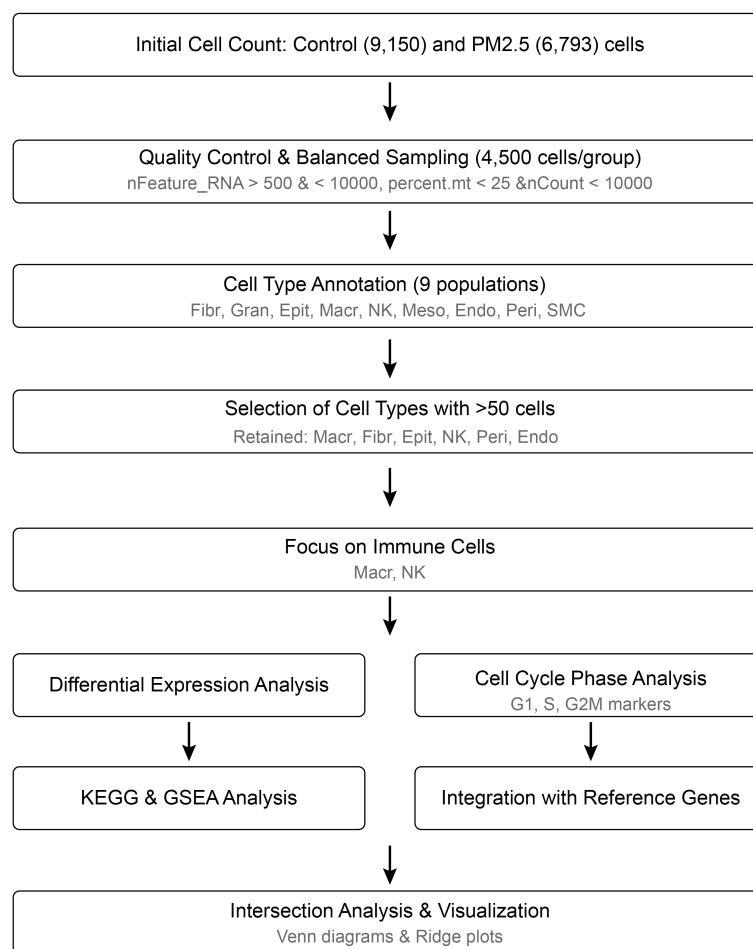 Initial Cell Count: Control (9,150) and PM2.5 (6,793) cells
Quality Control & Balanced Sampling (4,500 cells/group)
nFeature_RNA > 500 & < 10000, percent.mt < 25 &nCount < 10000
Cell Type Annotation (9 populations)
Fibr, Gran, Epit, Macr, NK, Meso, Endo, Peri, SMC
Selection of Cell Types with >50 cells
Retained: Macr, Fibr, Epit, NK, Peri, Endo
Focus on Immune Cells
Macr, NK
Differential Expression Analysis
Cell Cycle Phase Analysis
G1, S, G2M markers
KEGG & GSEA Analysis
Integration with Reference Genes
Intersection Analysis & Visualization
Venn diagrams & Ridge plots